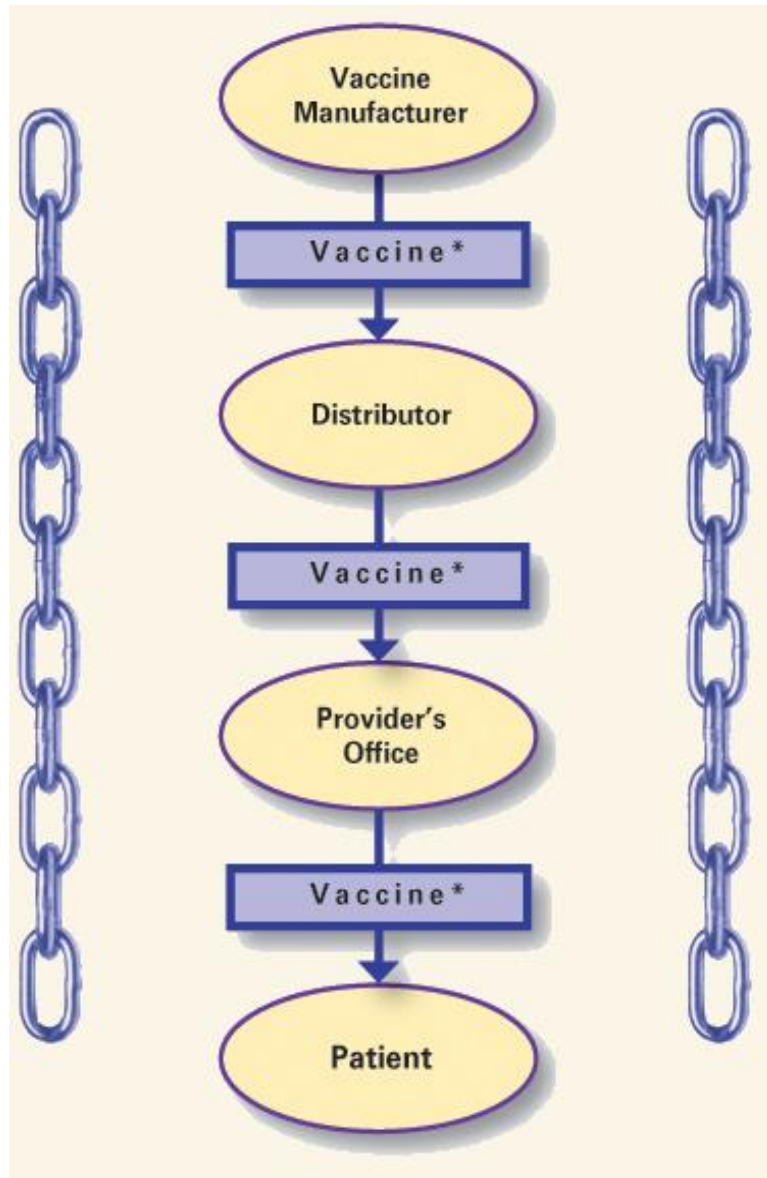 Vaccine
Manufacturer
Vaccine*
Distributor
Vaccine*
Provider's
Office
Vaccine*
Patient